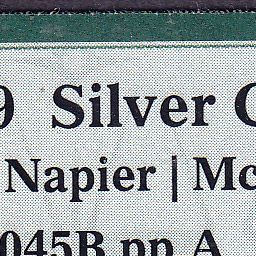 9 Silver C
Napier | Mc
045B pp A